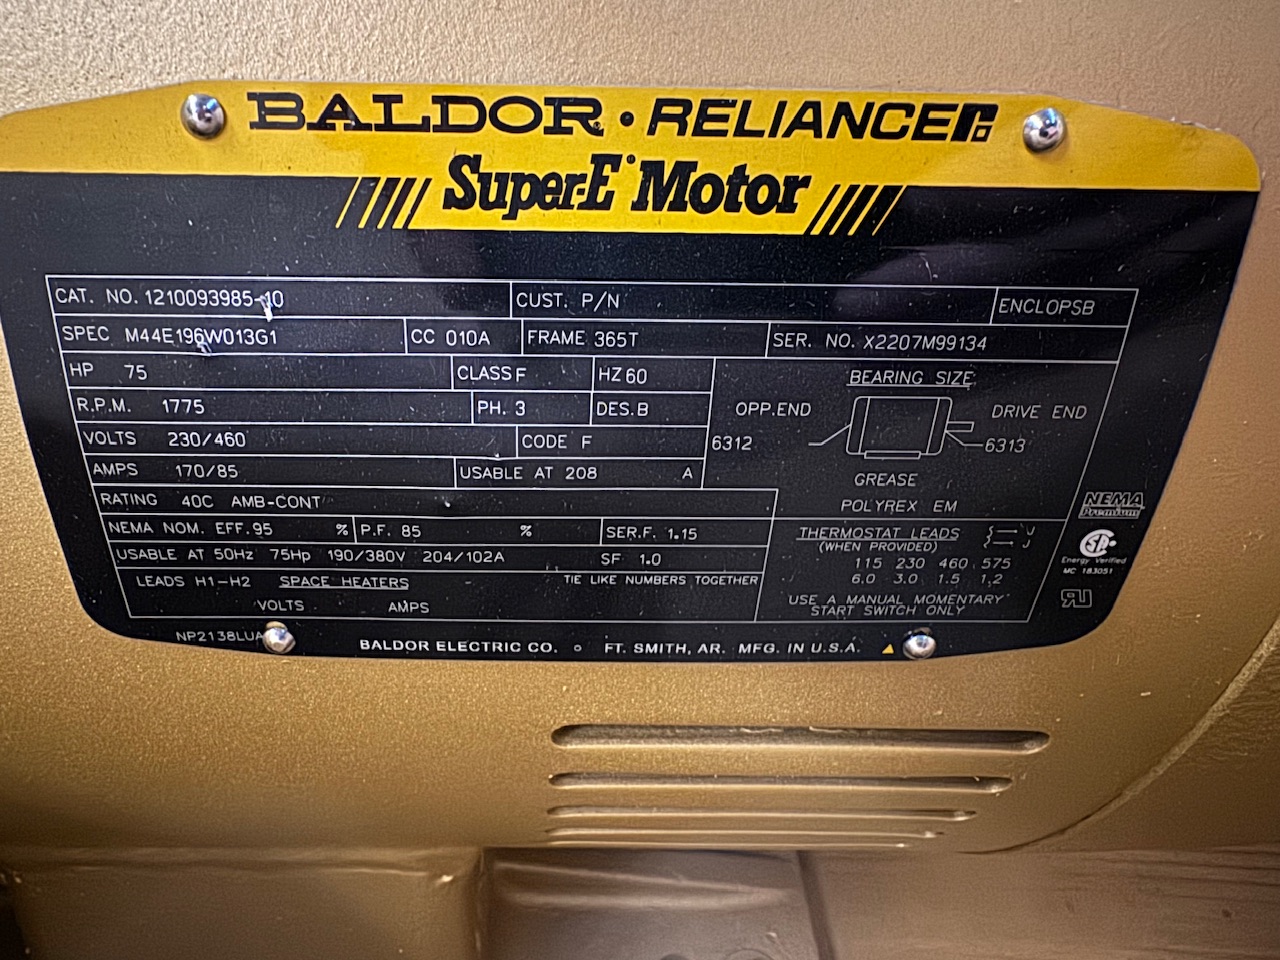 BALDOR · RELIANCER
Super-E Motor
CAT. NO. 1210093985-10 CUST. P/N ENCLOPSB
SPEC M44E196W013G1 CC 010A FRAME 365T SER. NO. X2207M99134
HP 75 CLASS F HZ 60 BEARING SIZE
R.P.M. 1775 PH. 3 DES. B OPP.END DRIVE END
VOLTS 230/460 CODE F 6312 6313
AMPS 170/85 USABLE AT 208 A GREASE
RATING 40C AMB-CONT POLYREX EM
NEMA NOM. EFF. 95 % P.F. 85 % SER.F. 1.15
USABLE AT 50Hz 75Hp 190/380V 204/102A SF 1.0
LEADS H1-H2 SPACE HEATERS TIE LIKE NUMBERS TOGETHER
VOLTS AMPS
THERMOSTAT LEADS J
(WHEN PROVIDED) J
115 230 460 575
6.0 3.0 1.5 1.2
USE A MANUAL MOMENTARY
START SWITCH ONLY
NEMA
Premium
Energy Verified
MC 183051
NP2138LUA BALDOR ELECTRIC CO. FT. SMITH, AR. MFG. IN U.S.A.